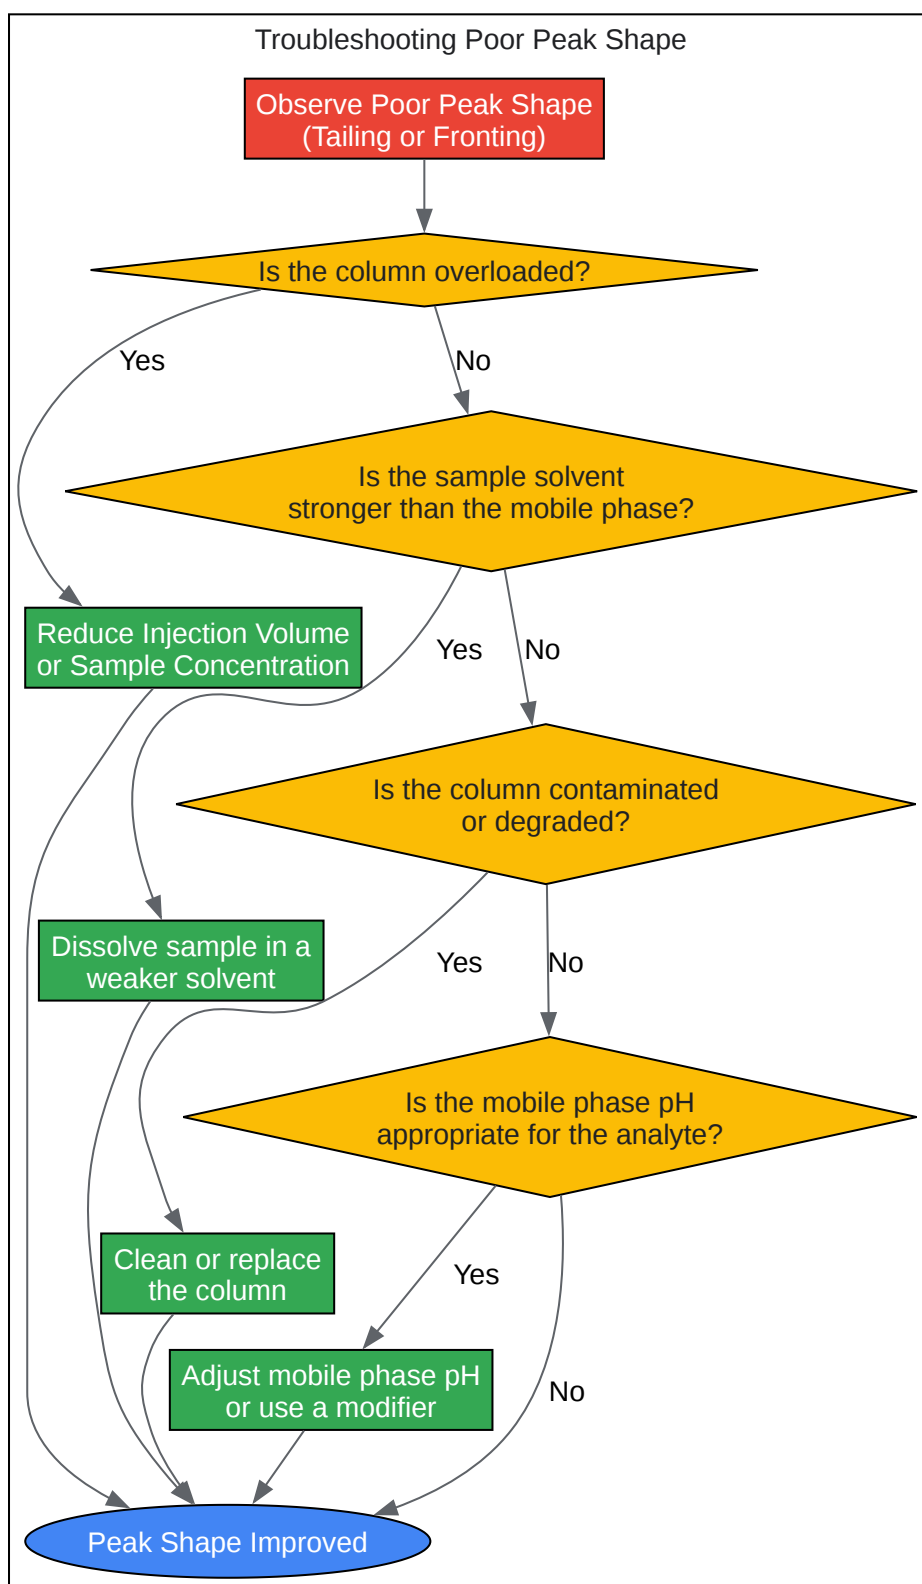 Troubleshooting Poor Peak Shape
Observe Poor Peak Shape
(Tailing or Fronting)
Is the column overloaded?
Yes
No
Is the sample solvent
stronger than the mobile phase?
Reduce Injection Volume
or Sample Concentration
Yes
No
Is the column contaminated
or degraded?
Dissolve sample in a
weaker solvent
Yes
No
Is the mobile phase pH
appropriate for the analyte?
Clean or replace
the column
Yes
Adjust mobile phase pH
or use a modifier
No
Peak Shape Improved